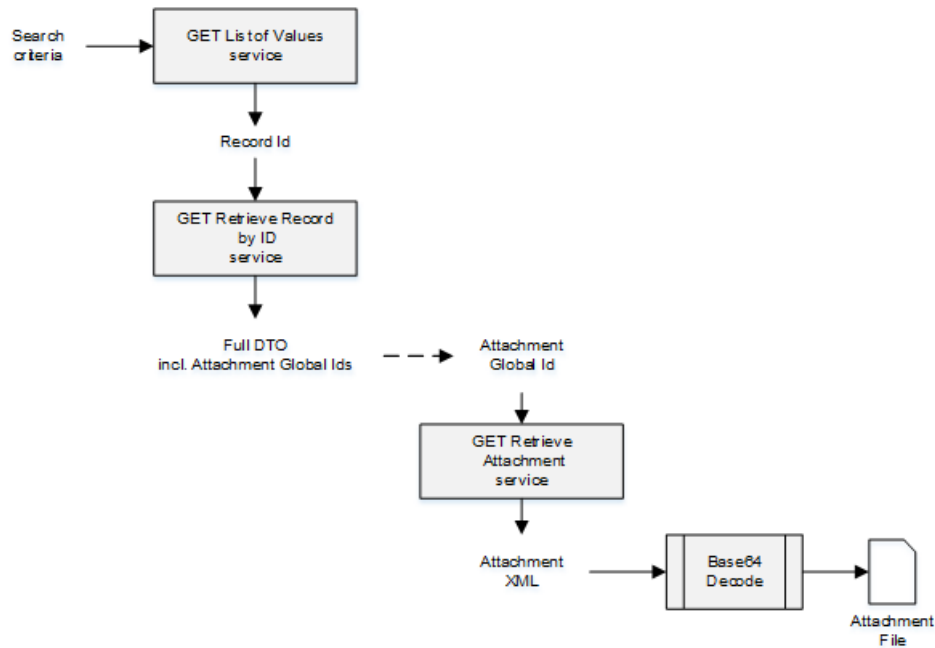 Search
criteria
GET List of Values
service
Record Id
GET Retrieve Record
by ID
service
Full DTO
incl. Attachment Global Ids
Attachment
Global Id
GET Retrieve
Attachment
service
Attachment
XML
Base64
Decode
Attachment
File